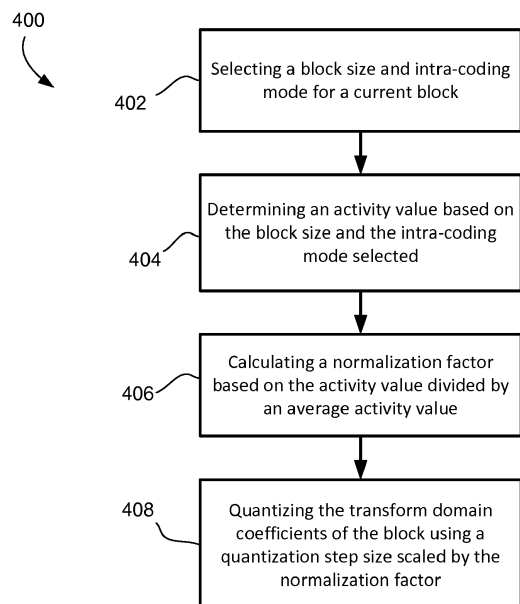 400
402
Selecting a block size and intra-coding
mode for a current block
404
Determining an activity value based on
the block size and the intra-coding
mode selected
406
Calculating a normalization factor
based on the activity value divided by
an average activity value
408
Quantizing the transform domain
coefficients of the block using a
quantization step size scaled by the
normalization factor